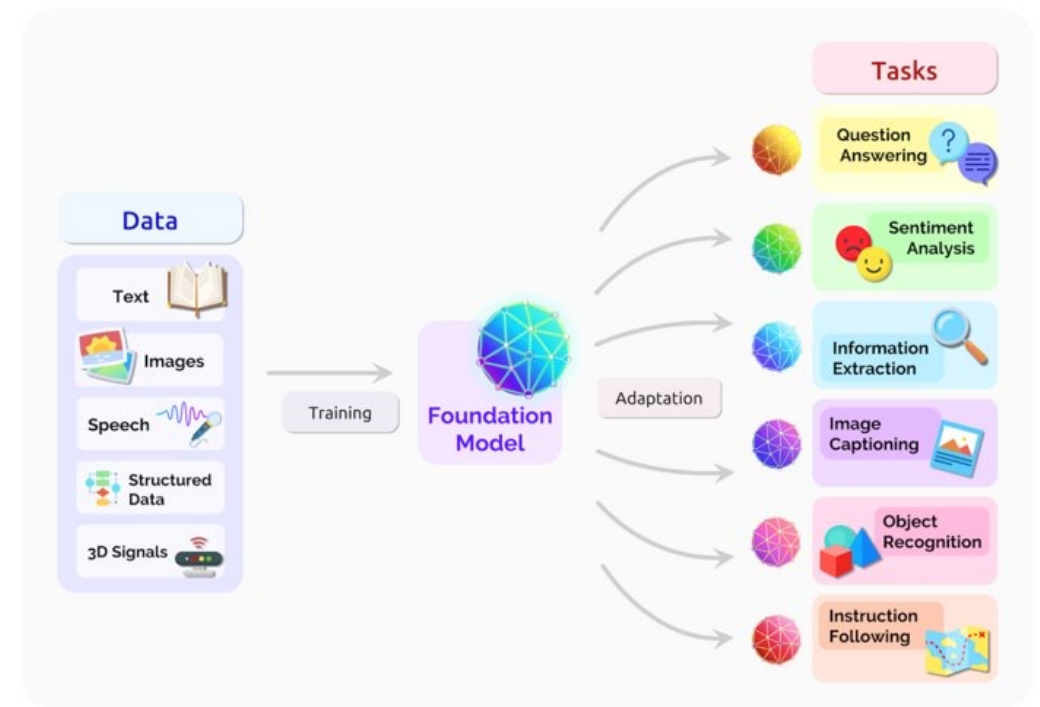 Data
Text
Images
Speech
Structured
Data
3D Signals
Training
Foundation
Model
Adaptation
Tasks
Question
Answering
?
Sentiment
Analysis
Information
Extraction
Image
Captioning
Object
Recognition
Instruction
Following